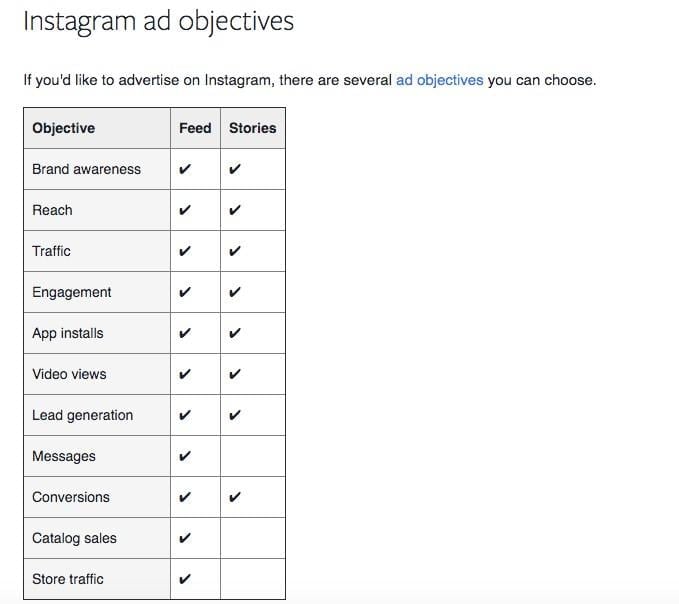 Instagram ad objectives
If you'd like to advertise on Instagram, there are several ad objectives you can choose.
Objective Feed Stories
Brand awareness ✔ ✔
Reach ✔ ✔
Traffic ✔ ✔
Engagement ✔ ✔
App installs ✔ ✔
Video views ✔ ✔
Lead generation ✔ ✔
Messages ✔
Conversions ✔ ✔
Catalog sales ✔
Store traffic ✔